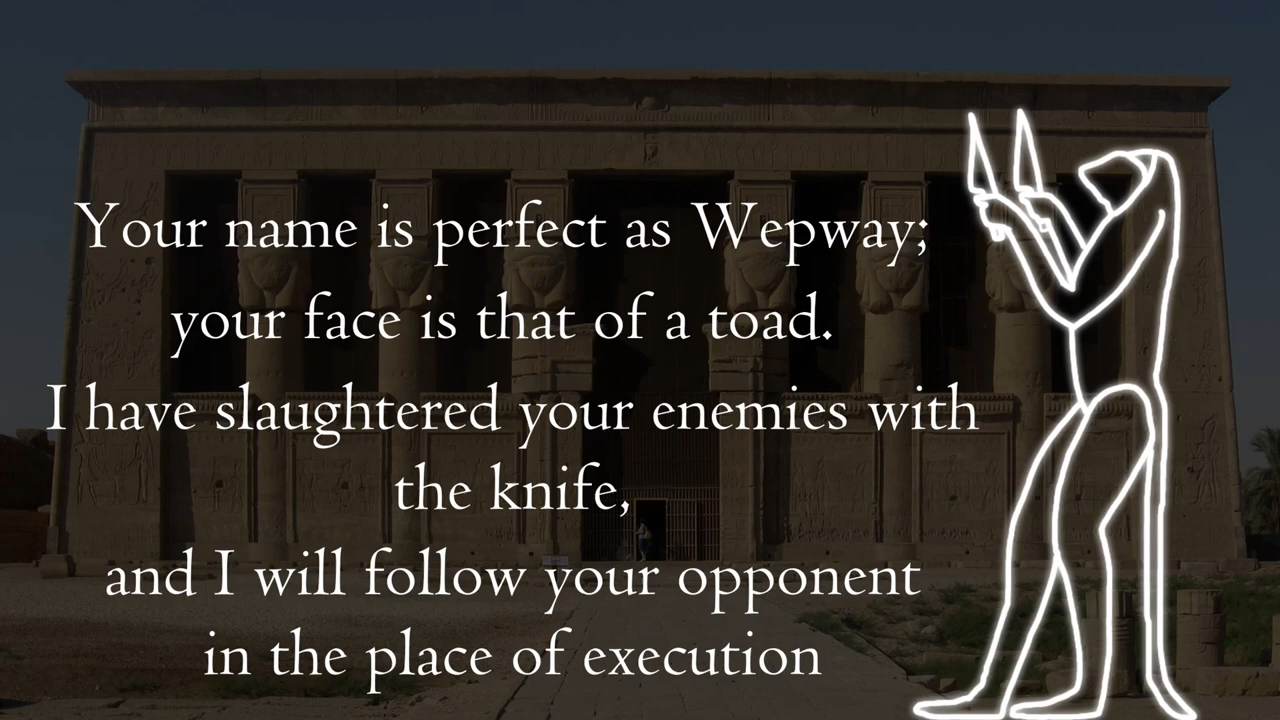 Your name is perfect as Wepway;
your face is that of a toad.
I have slaughtered your enemies with
the knife,
and I will follow your opponent
in the place of execution